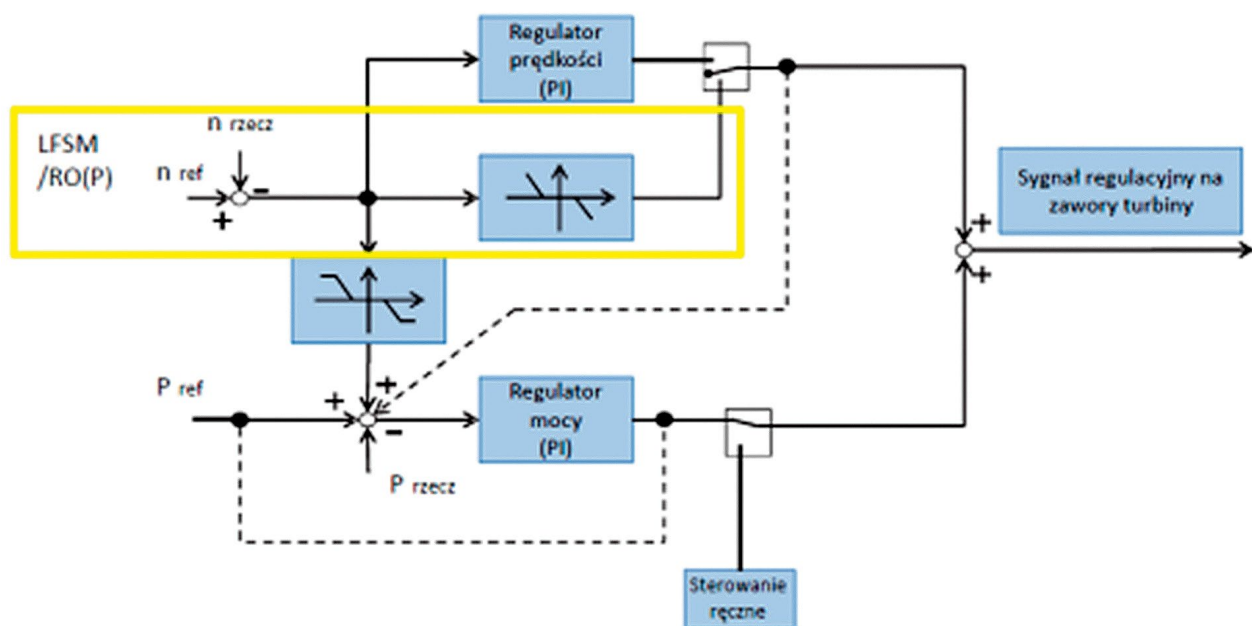 Regulator
prędkości
(PI)
n rzecz
LFSM
/RO(P)
n ref
-
+
Sygnał regulacyjny na
zawory turbiny
+
+
P ref
+
+
-
Regulator
mocy
(PI)
P rzecz
Sterowanie
ręczne